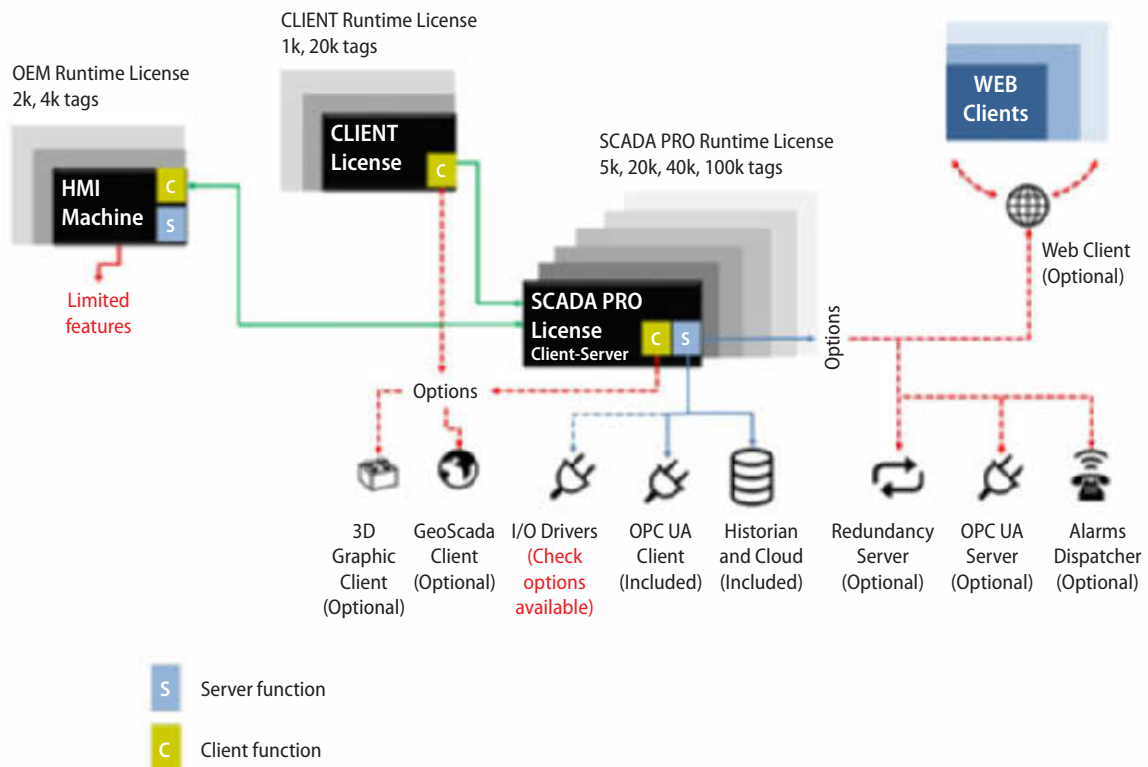 CLIENT Runtime License
1k, 20k tags
OEM Runtime License
2k, 4k tags
WEB
Clients
CLIENT
License
C
SCADA PRO Runtime License
5k, 20k, 40k, 100k tags
HMI
Machine
C
S
Web Client
(Optional)
Limited
features
SCADA PRO
License
Client-Server
C
S
Options
Options
3D
Graphic
Client
(Optional)
GeoScada
Client
(Optional)
I/O Drivers
(Check
options
available)
OPC UA
Client
(Included)
Historian
and Cloud
(Included)
Redundancy
Server
(Optional)
OPC UA
Server
(Optional)
Alarms
Dispatcher
(Optional)
S
Server function
C
Client function